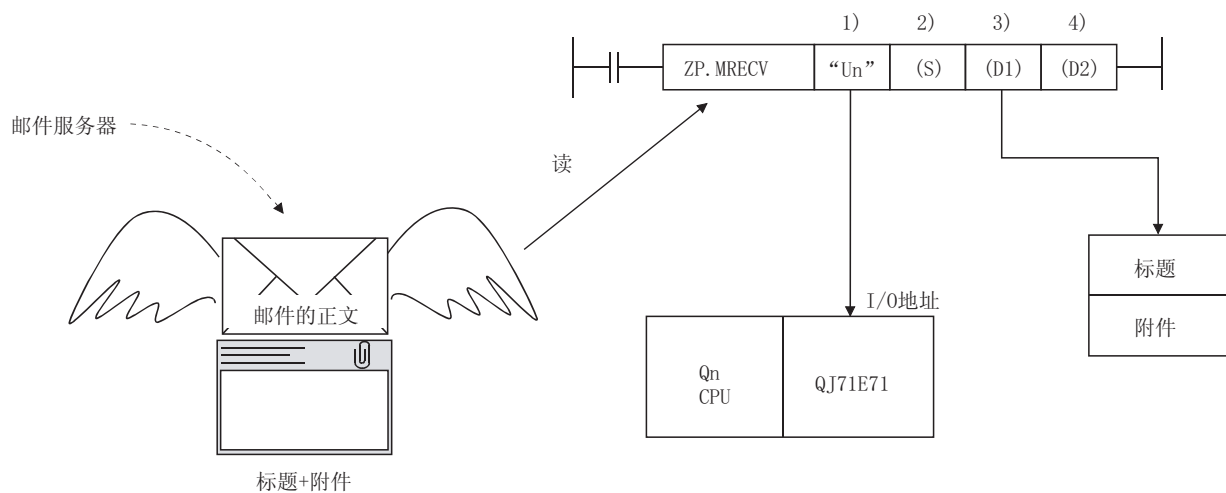 1) 2) 3) 4)
ZP.MRECV “Un” (S) (D1) (D2)
邮件服务器
读
标题
附件
I/O地址
邮件的正文
Qn
CPU
QJ71E71
标题+附件